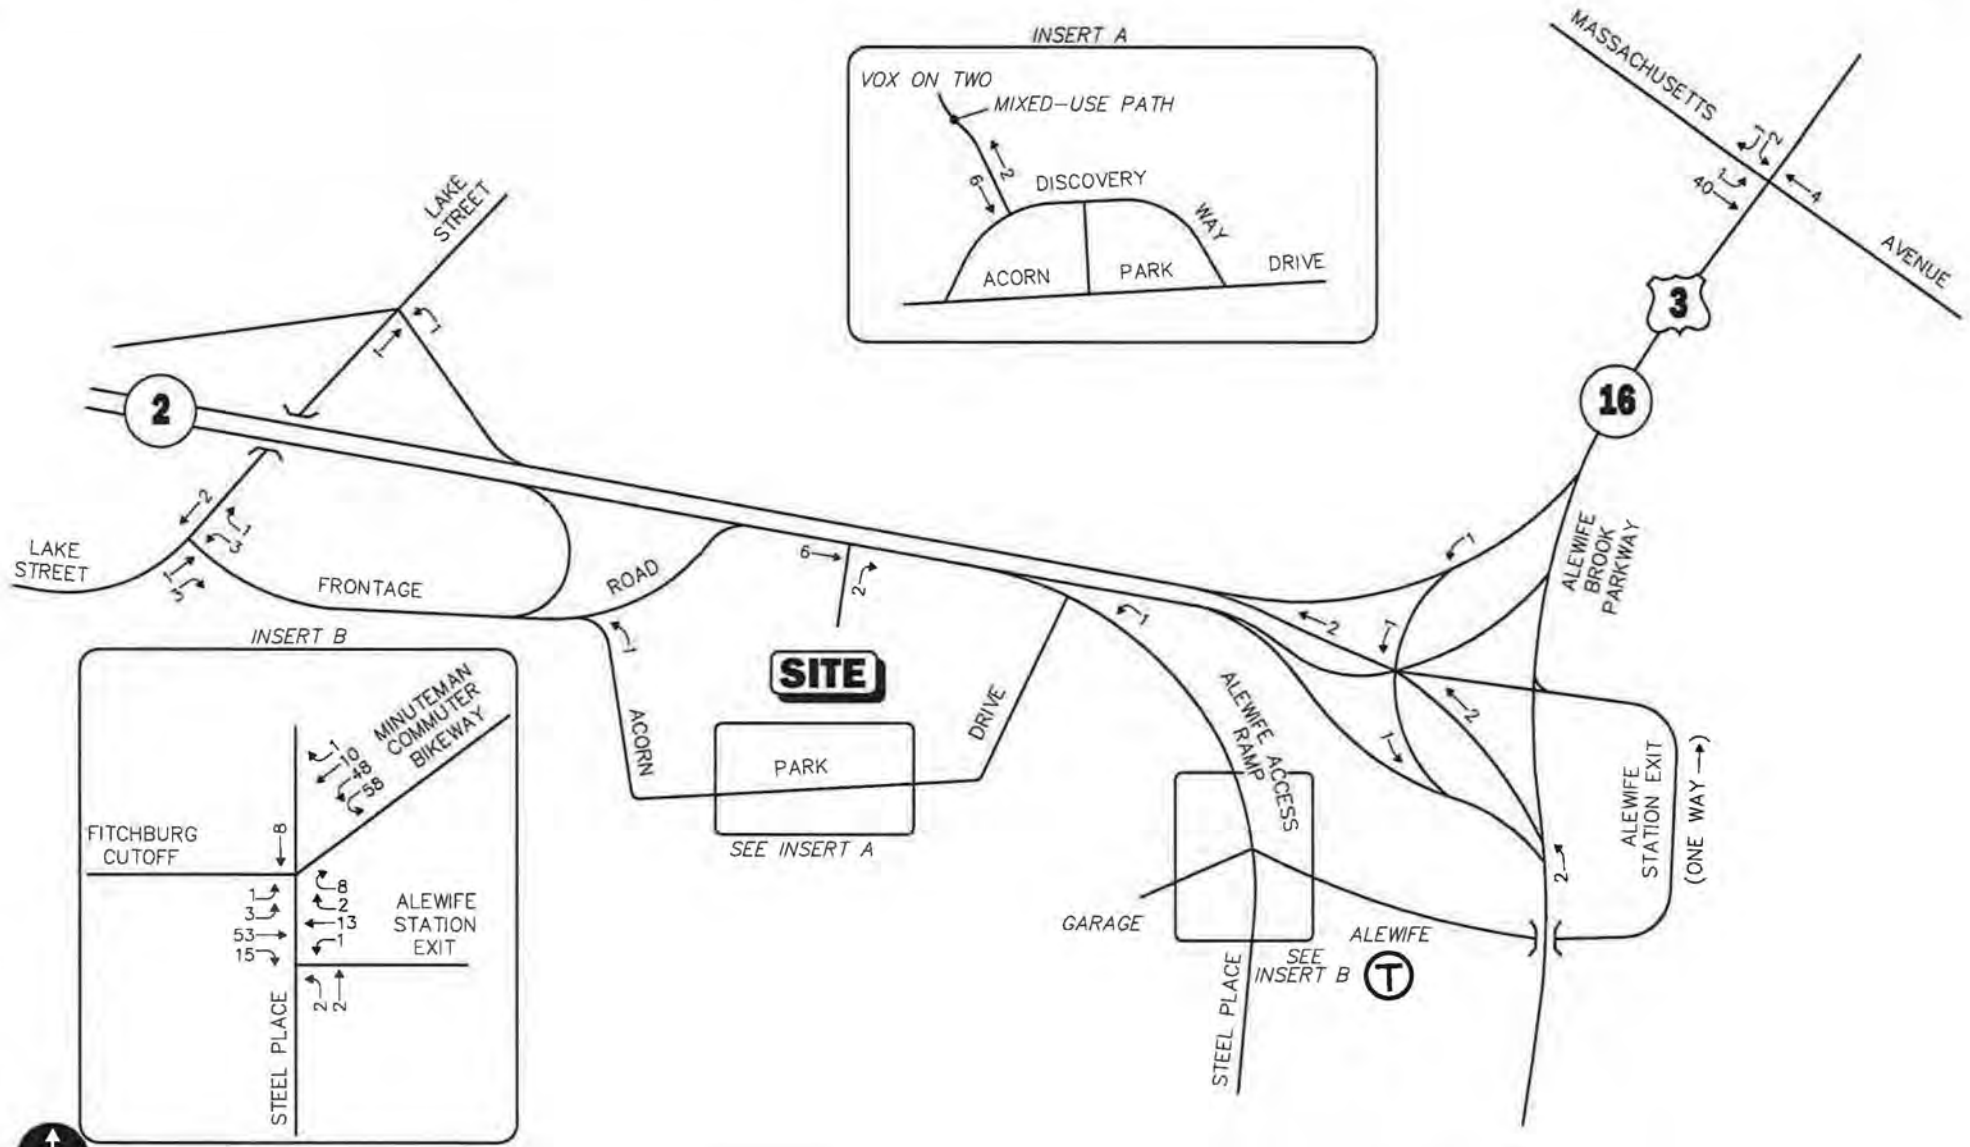 INSERT A
VOX ON TWO
MIXED-USE PATH
2
6
DISCOVERY
WAY
ACORN
PARK
DRIVE
MASSACHUSETTS
AVENUE
1
2
1
40
4
3
16
LAKE
STREET
1
1
2
2
1
3
1
3
LAKE
STREET
FRONTAGE
ROAD
6
2
1
SITE
ACORN
PARK
DRIVE
SEE INSERT A
1
ALEWIFE ACCESS
RAMP
1
2
1
2
1
2
ALEWIFE
BROOK
PARKWAY
ALEWIFE
STATION EXIT
(ONE WAY →)
GARAGE
SEE
INSERT B
ALEWIFE
T
STEEL PLACE
INSERT B
MINUTEMAN
COMMUTER
BIKEWAY
1
10
48
58
FITCHBURG
CUTOFF
8
1
3
53
15
8
2
13
1
ALEWIFE
STATION
EXIT
2
2
STEEL PLACE